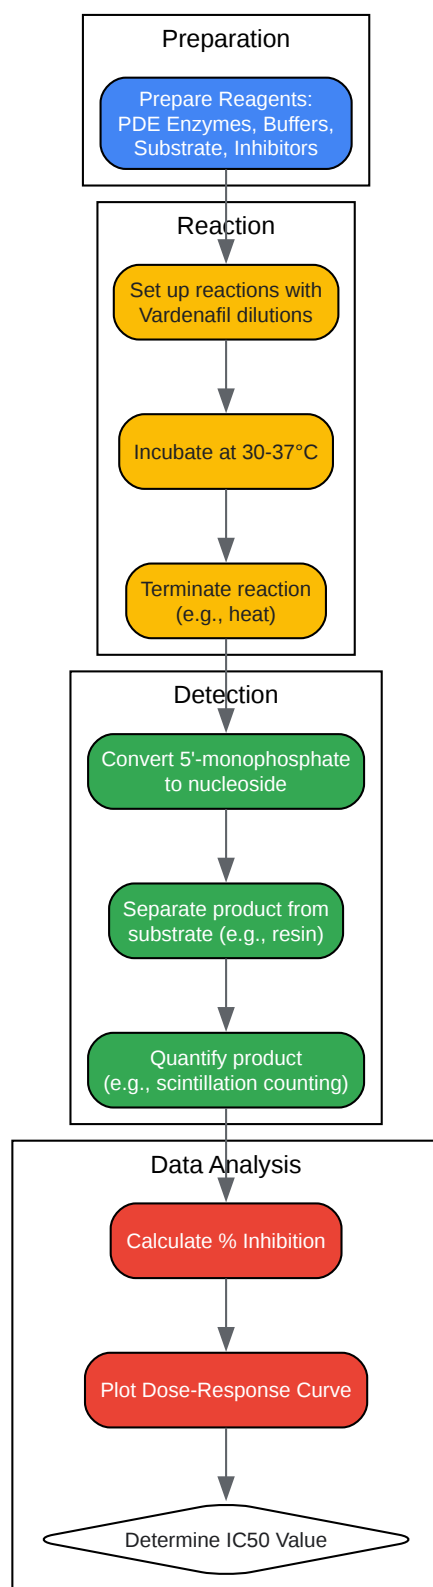 Preparation
Prepare Reagents:
PDE Enzymes, Buffers,
Substrate, Inhibitors
Reaction
Set up reactions with
Vardenafil dilutions
Incubate at 30-37°C
Terminate reaction
(e.g., heat)
Detection
Convert 5'-monophosphate
to nucleoside
Separate product from
substrate (e.g., resin)
Quantify product
(e.g., scintillation counting)
Data Analysis
Calculate % Inhibition
Plot Dose-Response Curve
Determine IC50 Value